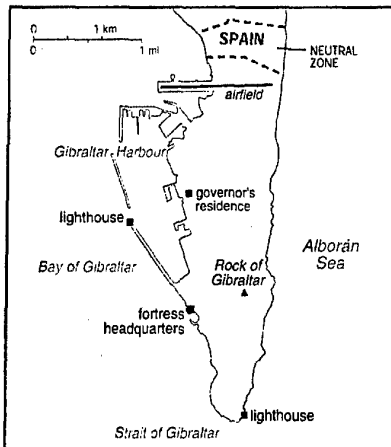 0 1 km
0 1 mi
SPAIN
NEUTRAL
ZONE
airfield
Gibraltar Harbour
governor's
residence
lighthouse
Alborán
Sea
Bay of Gibraltar
Rock of
Gibraltar
fortress
headquarters
lighthouse
Strait of Gibraltar